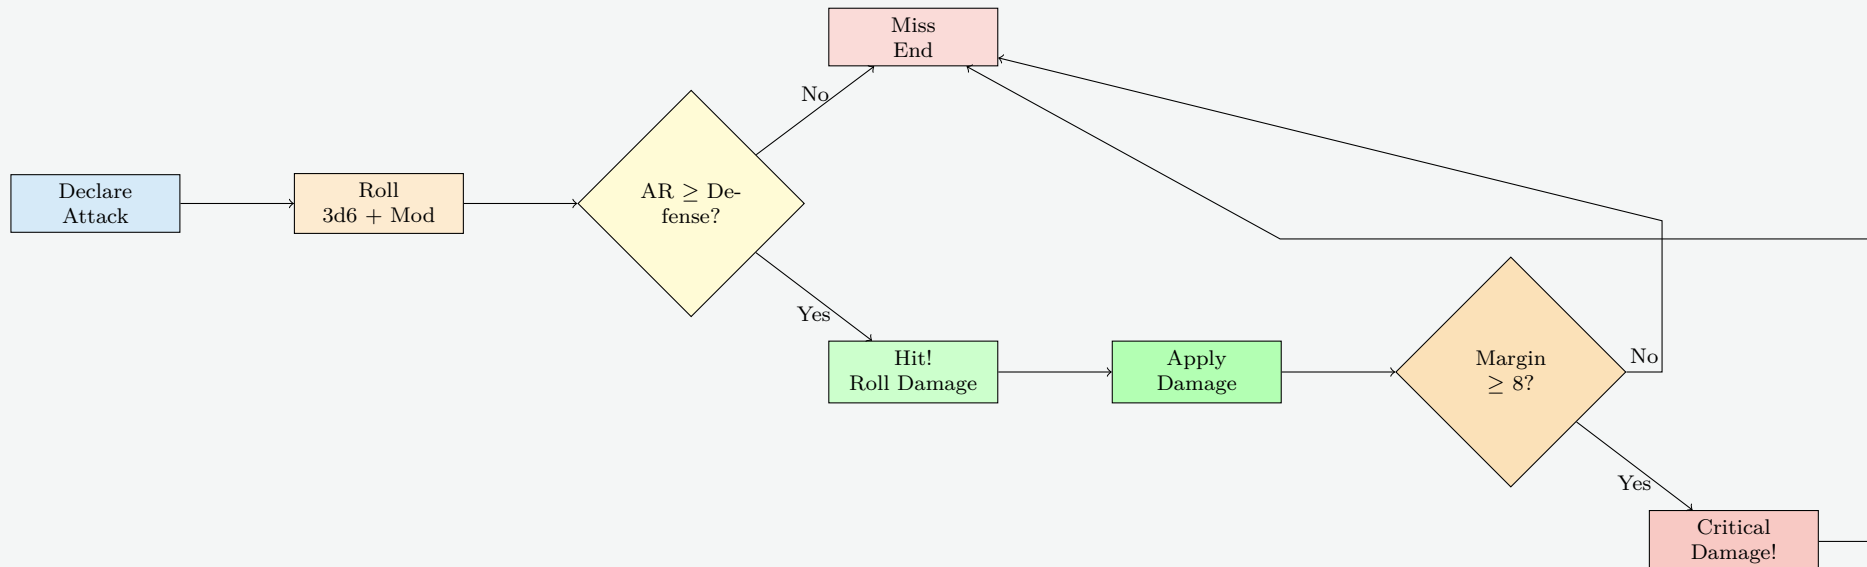 Miss
End
No
Declare
Attack
Roll
3d6 + Mod
AR ≥ De-
fense?
Yes
Hit!
Roll Damage
Apply
Damage
Margin
≥ 8?
No
Yes
Critical
Damage!